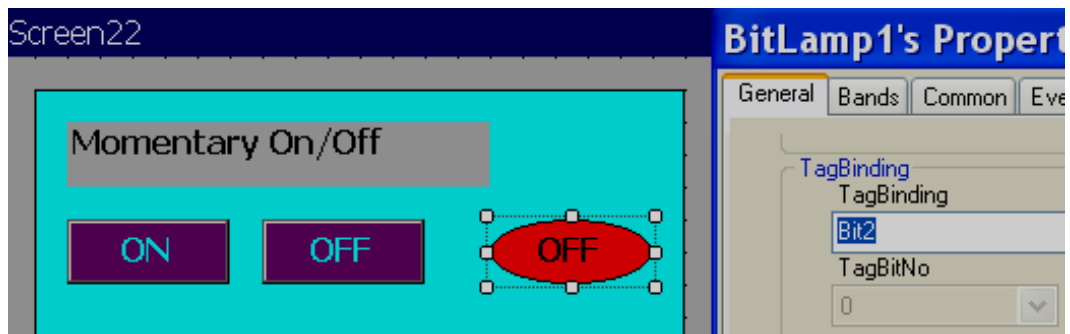 Screen22
Momentary On/Off
ON OFF OFF
BitLamp1's Propert
General Bands Common Eve
TagBinding
TagBinding
Bit2
TagBitNo
0